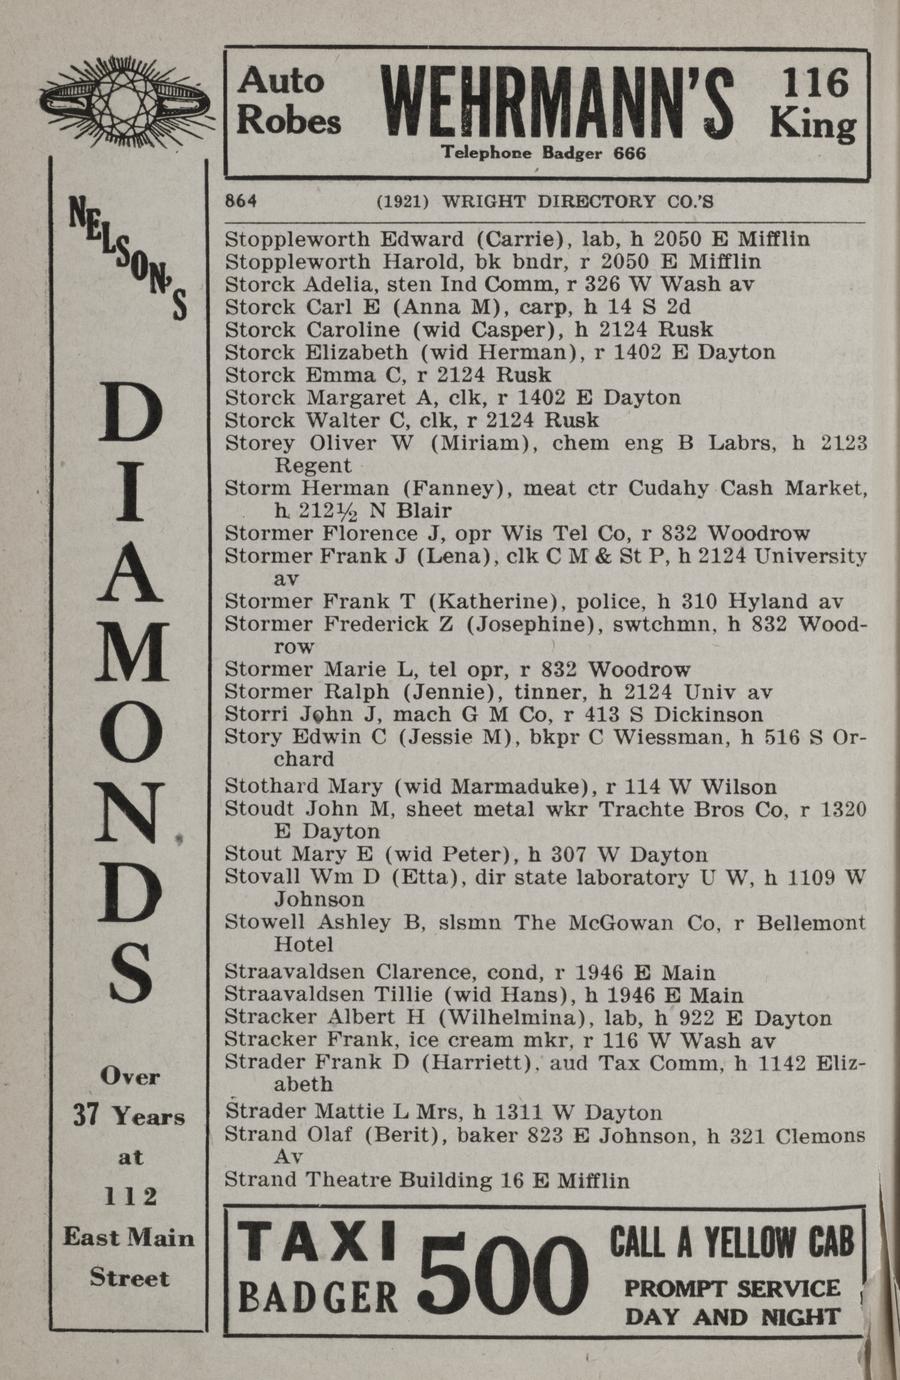 Auto
Robes
WEHRMANN'S
Telephone Badger 666
116
King
NELSON'S
DIAMONDS
Over
37 Years
at
112
East Main
Street
864 (1921) WRIGHT DIRECTORY CO.'S
Stoppleworth Edward (Carrie), lab, h 2050 E Mifflin
Stoppleworth Harold, bk bndr, r 2050 E Mifflin
Storck Adelia, sten Ind Comm, r 326 W Wash av
Storck Carl E (Anna M), carp, h 14 S 2d
Storck Caroline (wid Casper), h 2124 Rusk
Storck Elizabeth (wid Herman), r 1402 E Dayton
Storck Emma C, r 2124 Rusk
Storck Margaret A, clk, r 1402 E Dayton
Storck Walter C, clk, r 2124 Rusk
Storey Oliver W (Miriam), chem eng B Labrs, h 2123
Regent
Storm Herman (Fanney), meat ctr Cudahy Cash Market,
h 212½ N Blair
Stormer Florence J, opr Wis Tel Co, r 832 Woodrow
Stormer Frank J (Lena), clk C M & St P, h 2124 University
av
Stormer Frank T (Katherine), police, h 310 Hyland av
Stormer Frederick Z (Josephine), swtchmn, h 832 Wood-
row
Stormer Marie L, tel opr, r 832 Woodrow
Stormer Ralph (Jennie), tinner, h 2124 Univ av
Storri John J, mach G M Co, r 413 S Dickinson
Story Edwin C (Jessie M), bkpr C Wiessman, h 516 S Or-
chard
Stothard Mary (wid Marmaduke), r 114 W Wilson
Stoudt John M, sheet metal wkr Trachte Bros Co, r 1320
E Dayton
Stout Mary E (wid Peter), h 307 W Dayton
Stovall Wm D (Etta), dir state laboratory U W, h 1109 W
Johnson
Stowell Ashley B, slsmn The McGowan Co, r Bellemont
Hotel
Straavaldsen Clarence, cond, r 1946 E Main
Straavaldsen Tillie (wid Hans), h 1946 E Main
Stracker Albert H (Wilhelmina), lab, h 922 E Dayton
Stracker Frank, ice cream mkr, r 116 W Wash av
Strader Frank D (Harriett), aud Tax Comm, h 1142 Eliz-
abeth
Strader Mattie L Mrs, h 1311 W Dayton
Strand Olaf (Berit), baker 823 E Johnson, h 321 Clemons
Av
Strand Theatre Building 16 E Mifflin
TAXI
BADGER
500
CALL A YELLOW CAB
PROMPT SERVICE
DAY AND NIGHT